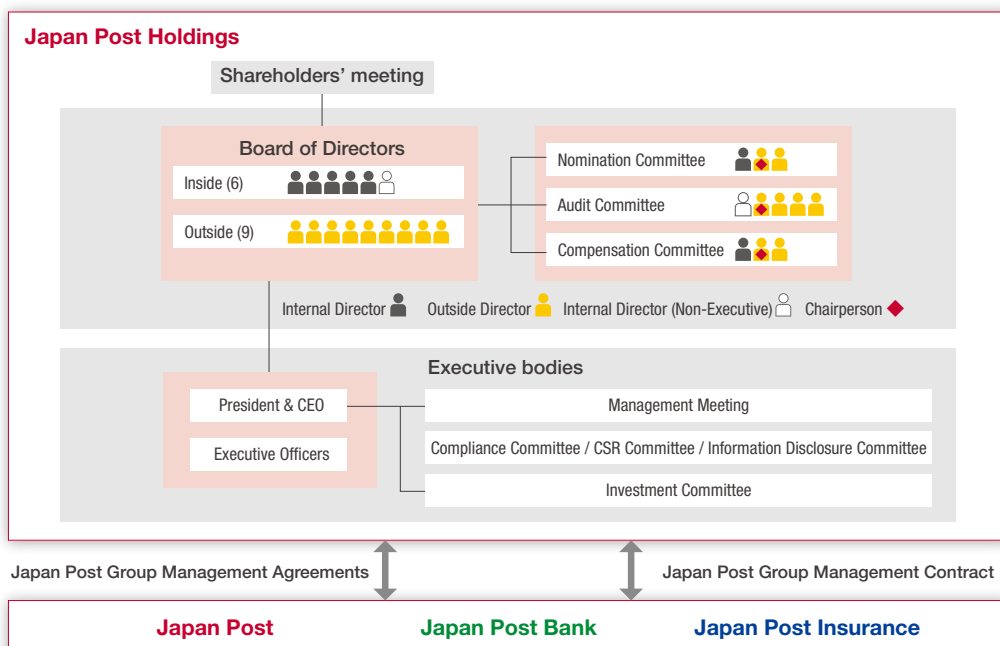 Japan Post Holdings
Shareholders’ meeting
Board of Directors
Inside (6)
Outside (9)
Nomination Committee
Audit Committee
Compensation Committee
Internal Director
Outside Director
Internal Director (Non-Executive)
Chairperson
Executive bodies
President & CEO
Executive Officers
Management Meeting
Compliance Committee / CSR Committee / Information Disclosure Committee
Investment Committee
Japan Post Group Management Agreements
Japan Post Group Management Contract
Japan Post
Japan Post Bank
Japan Post Insurance